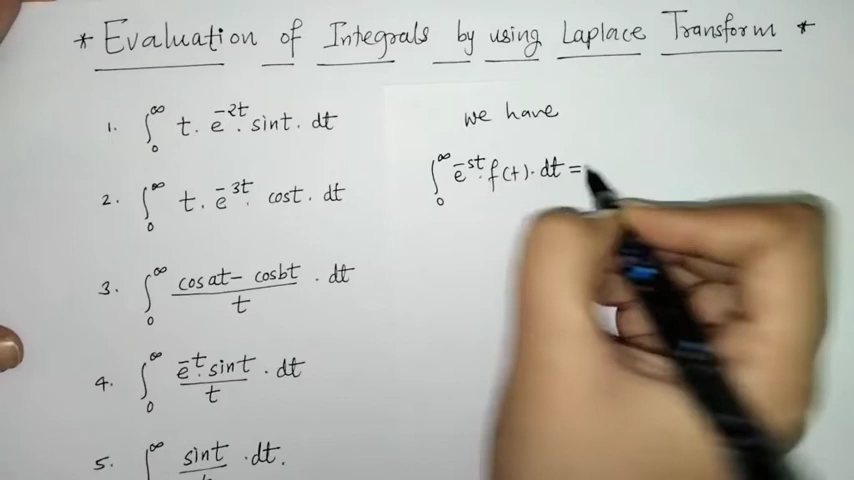 * Evaluation of Integrals by using Laplace Transform *
1. ∫₀^∞ t. e^{-2t}. sint. dt
we have
∫₀^∞ e^{-st}. f(t). dt =
2. ∫₀^∞ t. e^{-3t}. cost. dt
3. ∫₀^∞ (cosat - cosbt)/t . dt
4. ∫₀^∞ (e^{-t}. sint)/t . dt
5. ∫^∞ sint . dt.